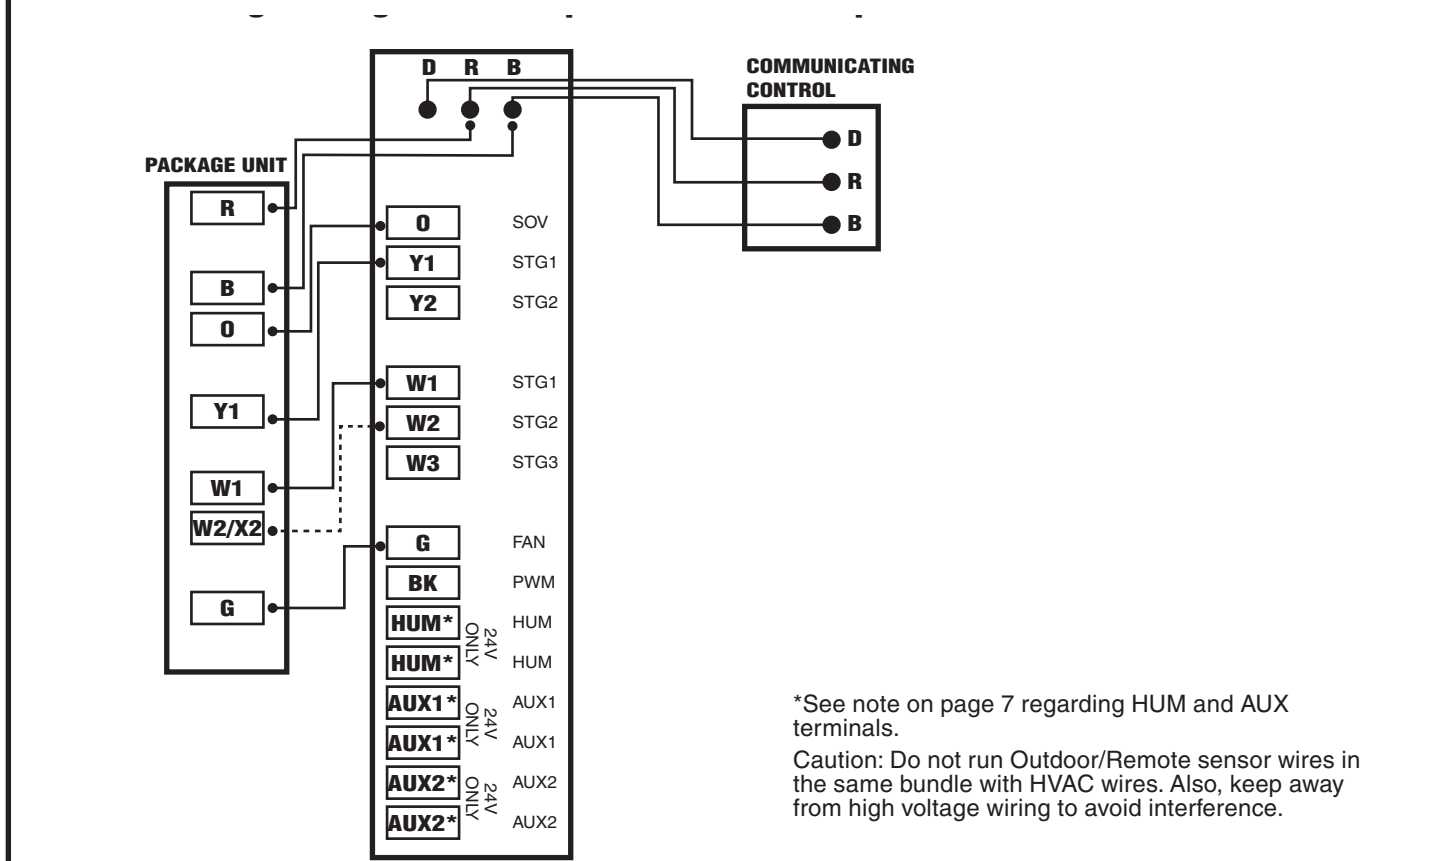 D R B
COMMUNICATING
CONTROL
D
R
B
PACKAGE UNIT
R
B
O
Y1
W1
W2/X2
G
O SOV
Y1 STG1
Y2 STG2
W1 STG1
W2 STG2
W3 STG3
G FAN
BK PWM
HUM* HUM
HUM* HUM
24V
ONLY
AUX1* AUX1
AUX1* AUX1
24V
ONLY
AUX2* AUX2
AUX2* AUX2
24V
ONLY
*See note on page 7 regarding HUM and AUX
terminals.
Caution: Do not run Outdoor/Remote sensor wires in
the same bundle with HVAC wires. Also, keep away
from high voltage wiring to avoid interference.